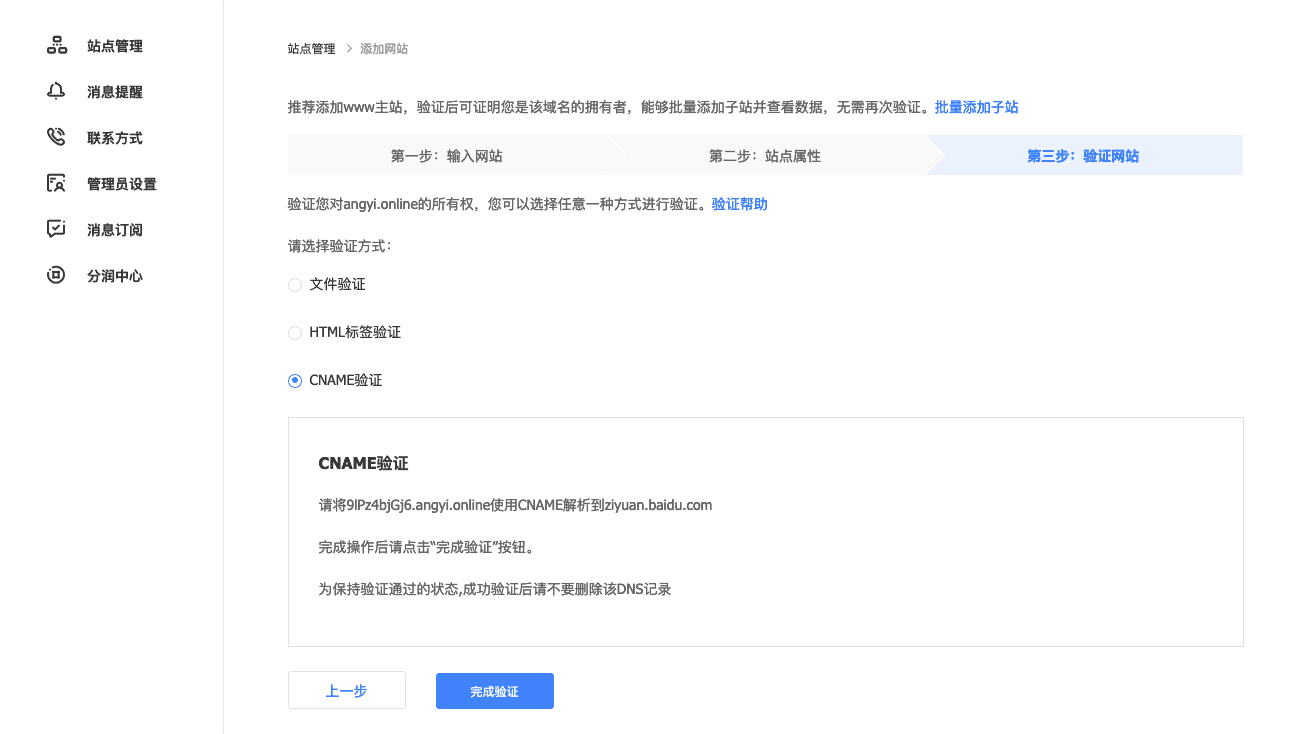 站点管理
消息提醒
联系方式
管理员设置
消息订阅
分润中心
站点管理 > 添加网站
推荐添加www主站，验证后可证明您是该域名的拥有者，能够批量添加子站并查看数据，无需再次验证。批量添加子站
第一步：输入网站 第二步：站点属性 第三步：验证网站
验证您对angyi.online的所有权，您可以选择任意一种方式进行验证。验证帮助
请选择验证方式：
文件验证
HTML标签验证
CNAME验证
CNAME验证
请将9lPz4bjGj6.angyi.online使用CNAME解析到ziyuan.baidu.com
完成操作后请点击“完成验证”按钮。
为保持验证通过的状态,成功验证后请不要删除该DNS记录
上一步 完成验证